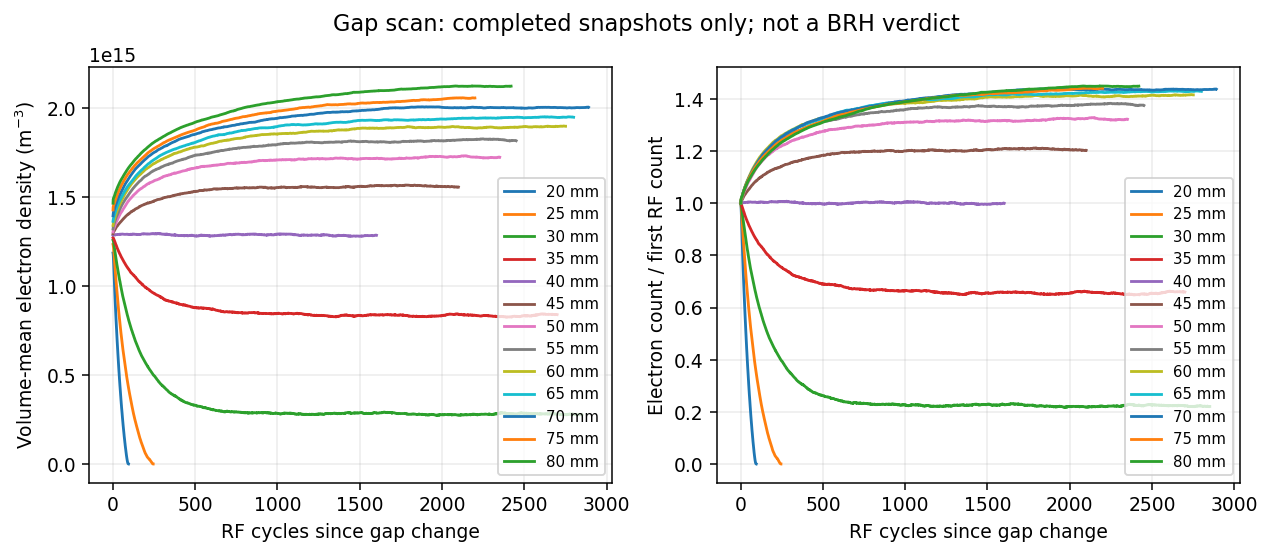 Gap scan: completed snapshots only; not a BRH verdict
1e15
Volume-mean electron density (m⁻³)
2.0
1.5
1.0
0.5
0.0
0
500
1000
1500
2000
2500
3000
RF cycles since gap change
20 mm
25 mm
30 mm
35 mm
40 mm
45 mm
50 mm
55 mm
60 mm
65 mm
70 mm
75 mm
80 mm
Electron count / first RF count
1.4
1.2
1.0
0.8
0.6
0.4
0.2
0.0
0
500
1000
1500
2000
2500
3000
RF cycles since gap change
20 mm
25 mm
30 mm
35 mm
40 mm
45 mm
50 mm
55 mm
60 mm
65 mm
70 mm
75 mm
80 mm